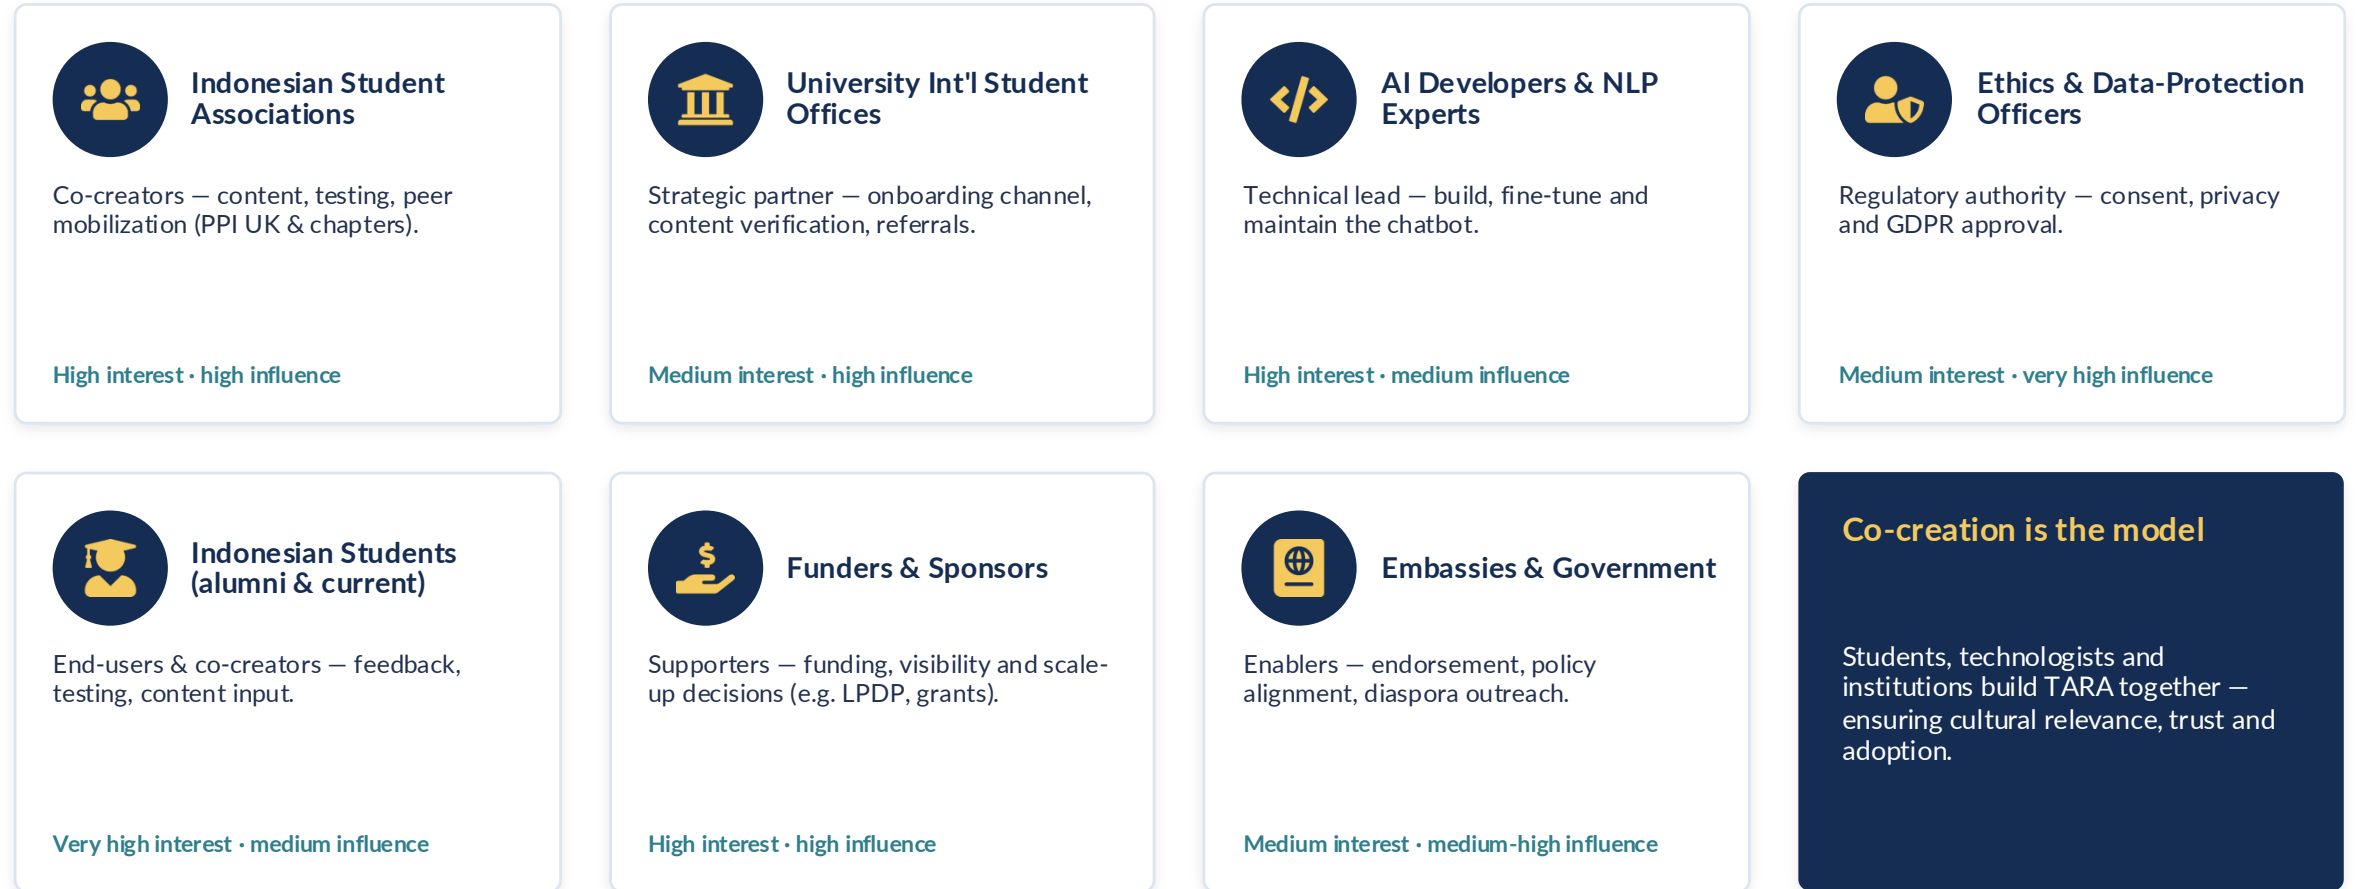 Indonesian Student
Associations
Co-creators — content, testing, peer
mobilization (PPI UK & chapters).
High interest · high influence
University Int'l Student
Offices
Strategic partner — onboarding channel,
content verification, referrals.
Medium interest · high influence
AI Developers & NLP
Experts
Technical lead — build, fine-tune and
maintain the chatbot.
High interest · medium influence
Ethics & Data-Protection
Officers
Regulatory authority — consent, privacy
and GDPR approval.
Medium interest · very high influence
Indonesian Students
(alumni & current)
End-users & co-creators — feedback,
testing, content input.
Very high interest · medium influence
Funders & Sponsors
Supporters — funding, visibility and scale-
up decisions (e.g. LPDP, grants).
High interest · high influence
Embassies & Government
Enablers — endorsement, policy
alignment, diaspora outreach.
Medium interest · medium-high influence
Co-creation is the model
Students, technologists and
institutions build TARA together —
ensuring cultural relevance, trust and
adoption.